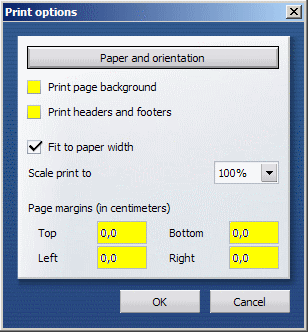 Print options
Paper and orientation
Print page background
Print headers and footers
Fit to paper width
Scale print to 100%
Page margins (in centimeters)
Top 0,0 Bottom 0,0
Left 0,0 Right 0,0
OK Cancel